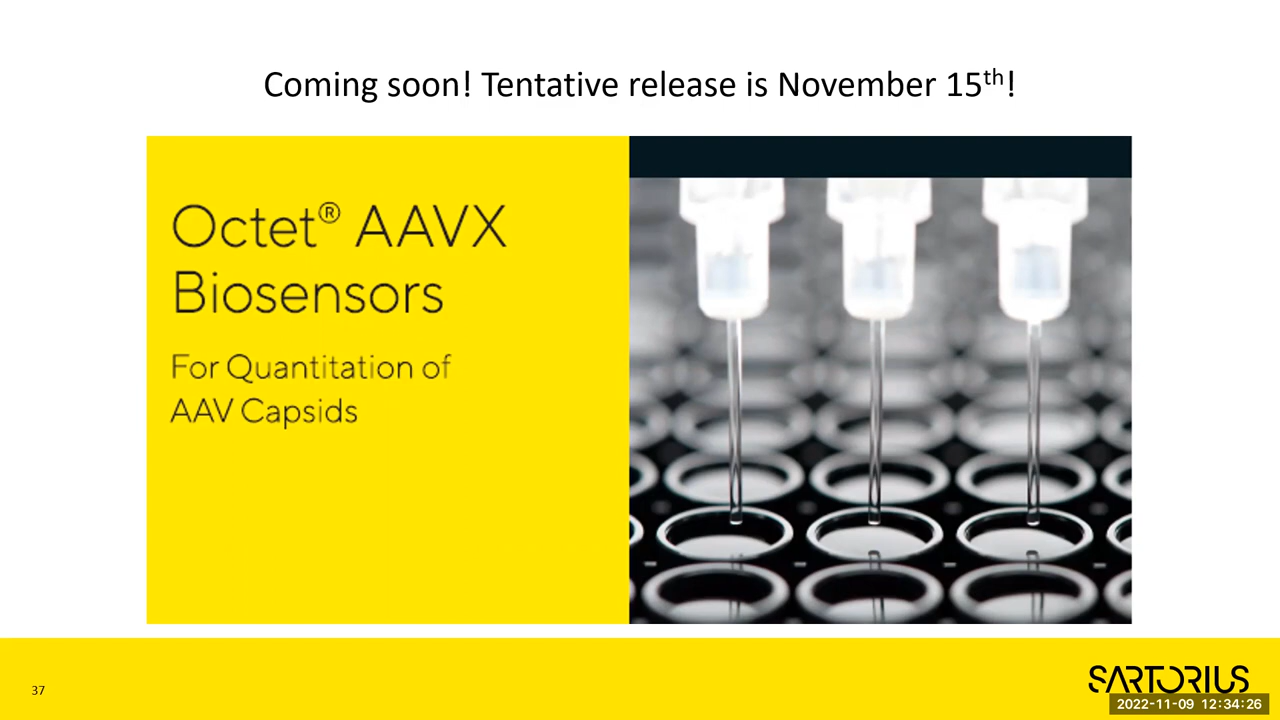 Coming soon! Tentative release is November 15th!
Octet® AAVX
Biosensors
For Quantitation of
AAV Capsids
37
SARTORIUS
2022-11-09 12:34:26